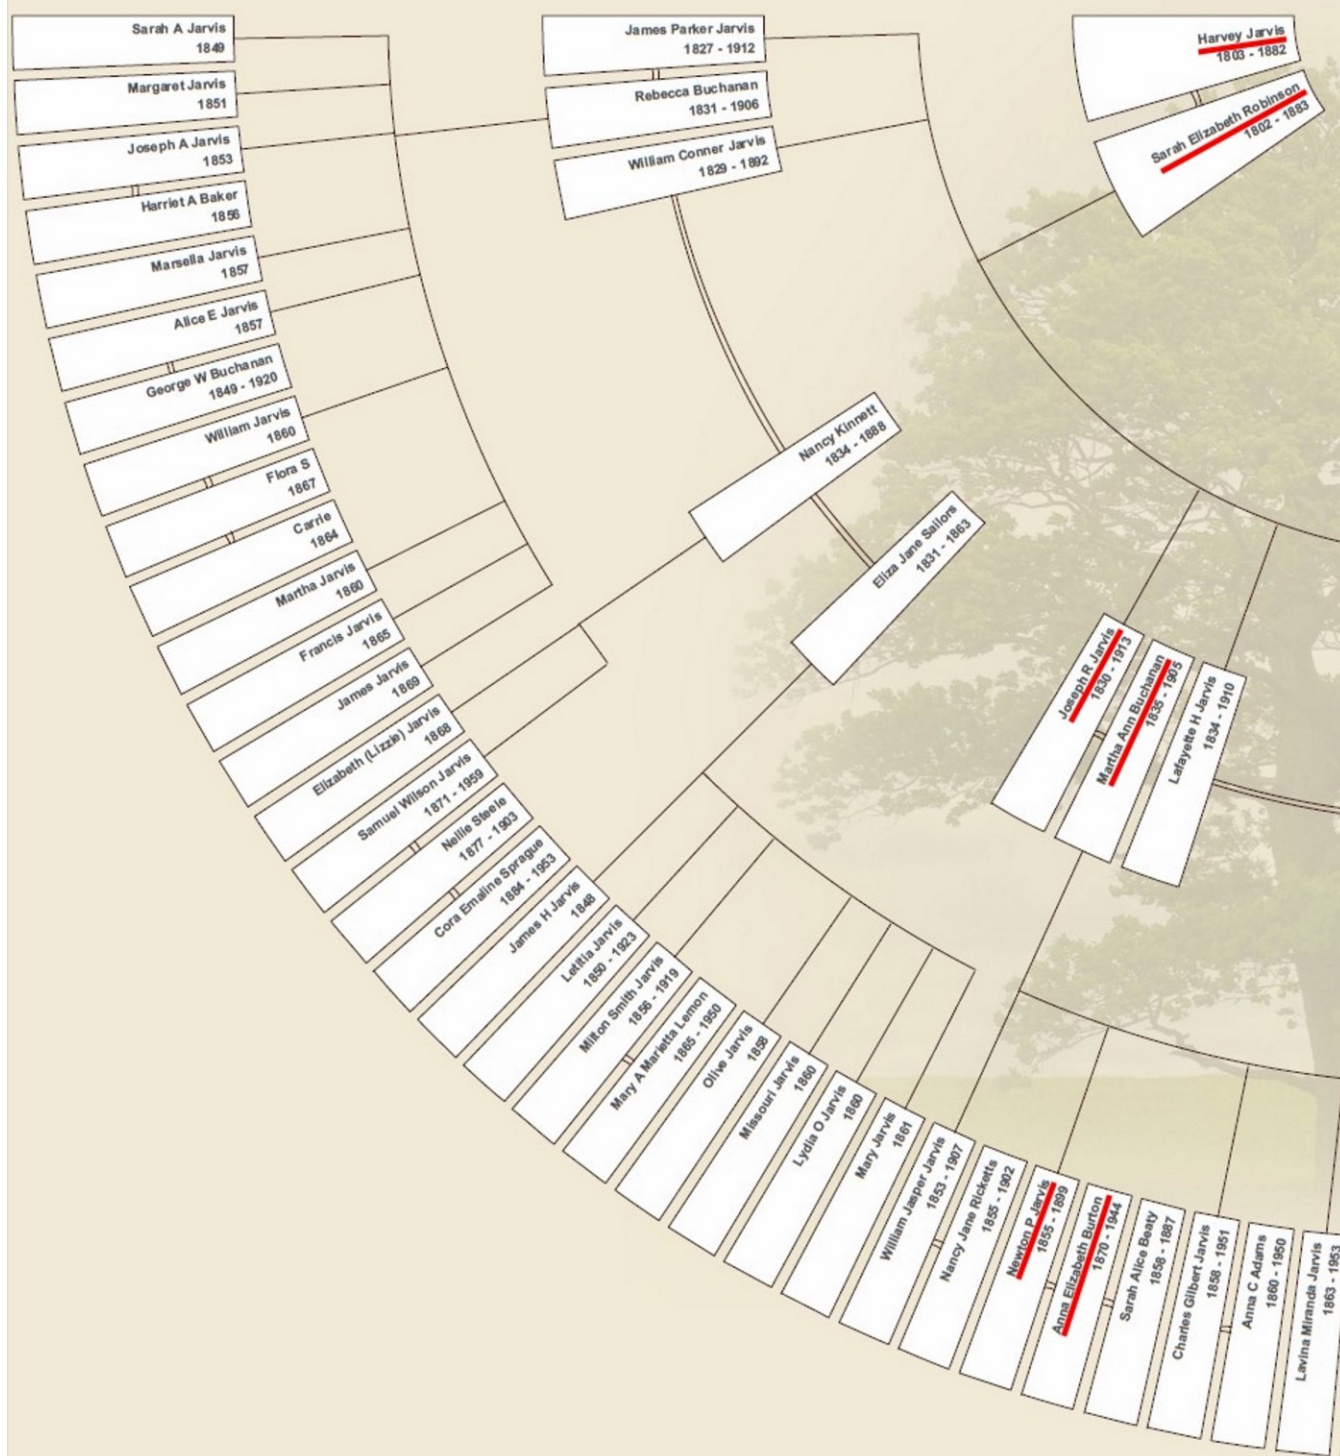 Sarah A Jarvis
1849
Margaret Jarvis
1851
Joseph A Jarvis
1853
Harriet A Baker
1856
Marsella Jarvis
1857
Alice E Jarvis
1857
George W Buchanan
1849 - 1920
William Jarvis
1860
Flora S
1867
Carrie
1864
Martha Jarvis
1860
Francis Jarvis
1865
James Jarvis
1869
Elizabeth (Lizzie) Jarvis
1868
Samuel Wilson Jarvis
1871 - 1959
Nellie Steele
1877 - 1903
Cora Emaline Sprague
1884 - 1953
James H Jarvis
1848
Letitia Jarvis
1850 - 1923
Milton Smith Jarvis
1856 - 1919
Mary A Marietta Lemon
1865 - 1950
Olive Jarvis
1858
Missouri Jarvis
1860
Lydia O Jarvis
1860
Mary Jarvis
1861
William Jasper Jarvis
1853 - 1907
Nancy Jane Ricketts
1855 - 1902
Newton P Jarvis
1855 - 1899
Anna Elizabeth Burton
1870 - 1944
Sarah Alice Beaty
1858 - 1887
Charles Gilbert Jarvis
1858 - 1951
Anna C Adams
1860 - 1950
Lavina Miranda Jarvis
1863 - 1953
James Parker Jarvis
1827 - 1912
Rebecca Buchanan
1831 - 1906
William Conner Jarvis
1829 - 1892
Nancy Kinnett
1834 - 1888
Eliza Jane Sailors
1831 - 1863
Joseph R Jarvis
1830 - 1913
Martha Ann Buchanan
1835 - 1905
Lafayette H Jarvis
1834 - 1910
Harvey Jarvis
1803 - 1882
Sarah Elizabeth Robinson
1802 - 1883